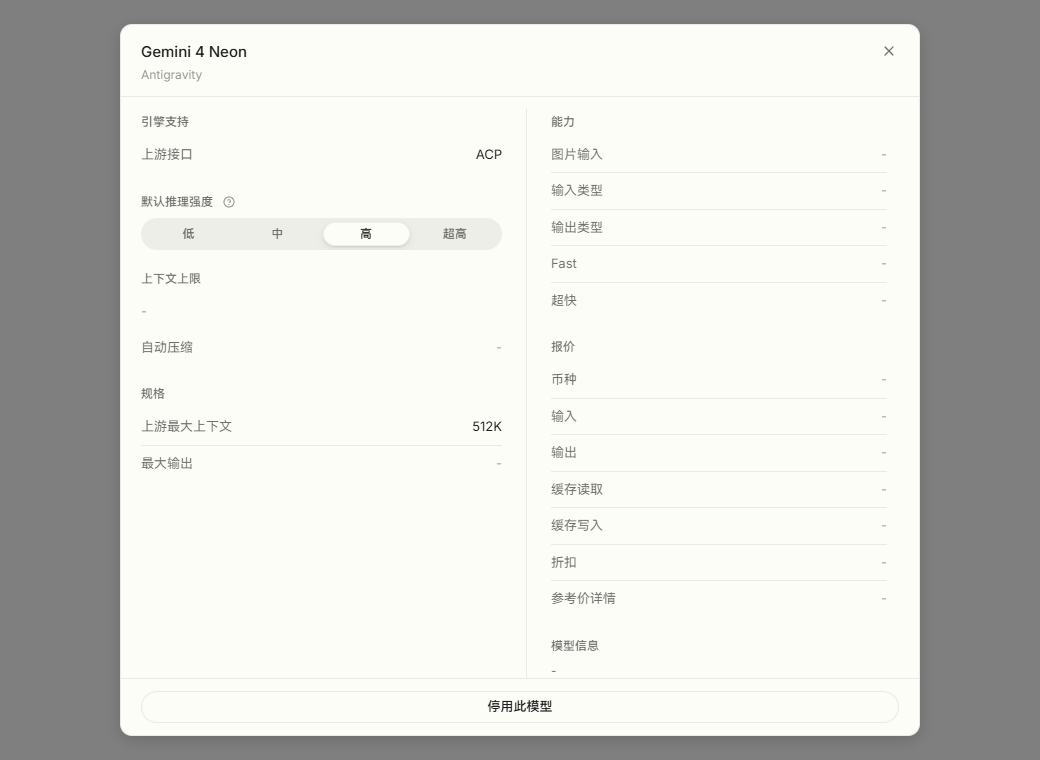 Gemini 4 Neon
Antigravity
引擎支持
上游接口 ACP
默认推理强度
低 中 高 超高
上下文上限
-
自动压缩 -
规格
上游最大上下文 512K
最大输出 -
能力
图片输入 -
输入类型 -
输出类型 -
Fast -
超快 -
报价
币种 -
输入 -
输出 -
缓存读取 -
缓存写入 -
折扣 -
参考价详情 -
模型信息
-
停用此模型